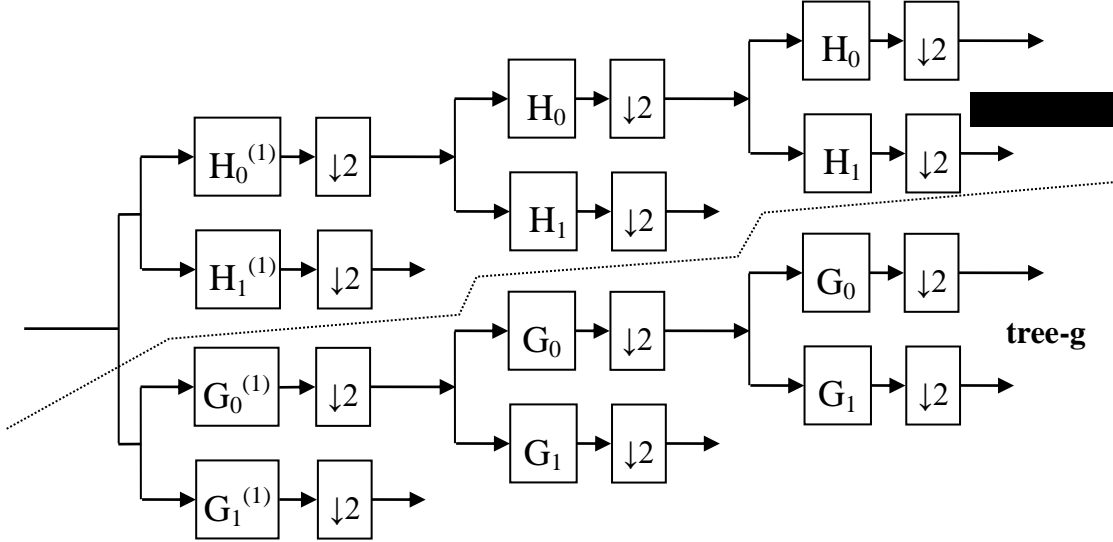 H₀ ↓2
H₀ ↓2
H₀⁽¹⁾ ↓2
H₁ ↓2
H₁ ↓2
H₁⁽¹⁾ ↓2
G₀ ↓2
G₀ ↓2
tree-g
G₀⁽¹⁾ ↓2
G₁ ↓2
G₁ ↓2
G₁⁽¹⁾ ↓2